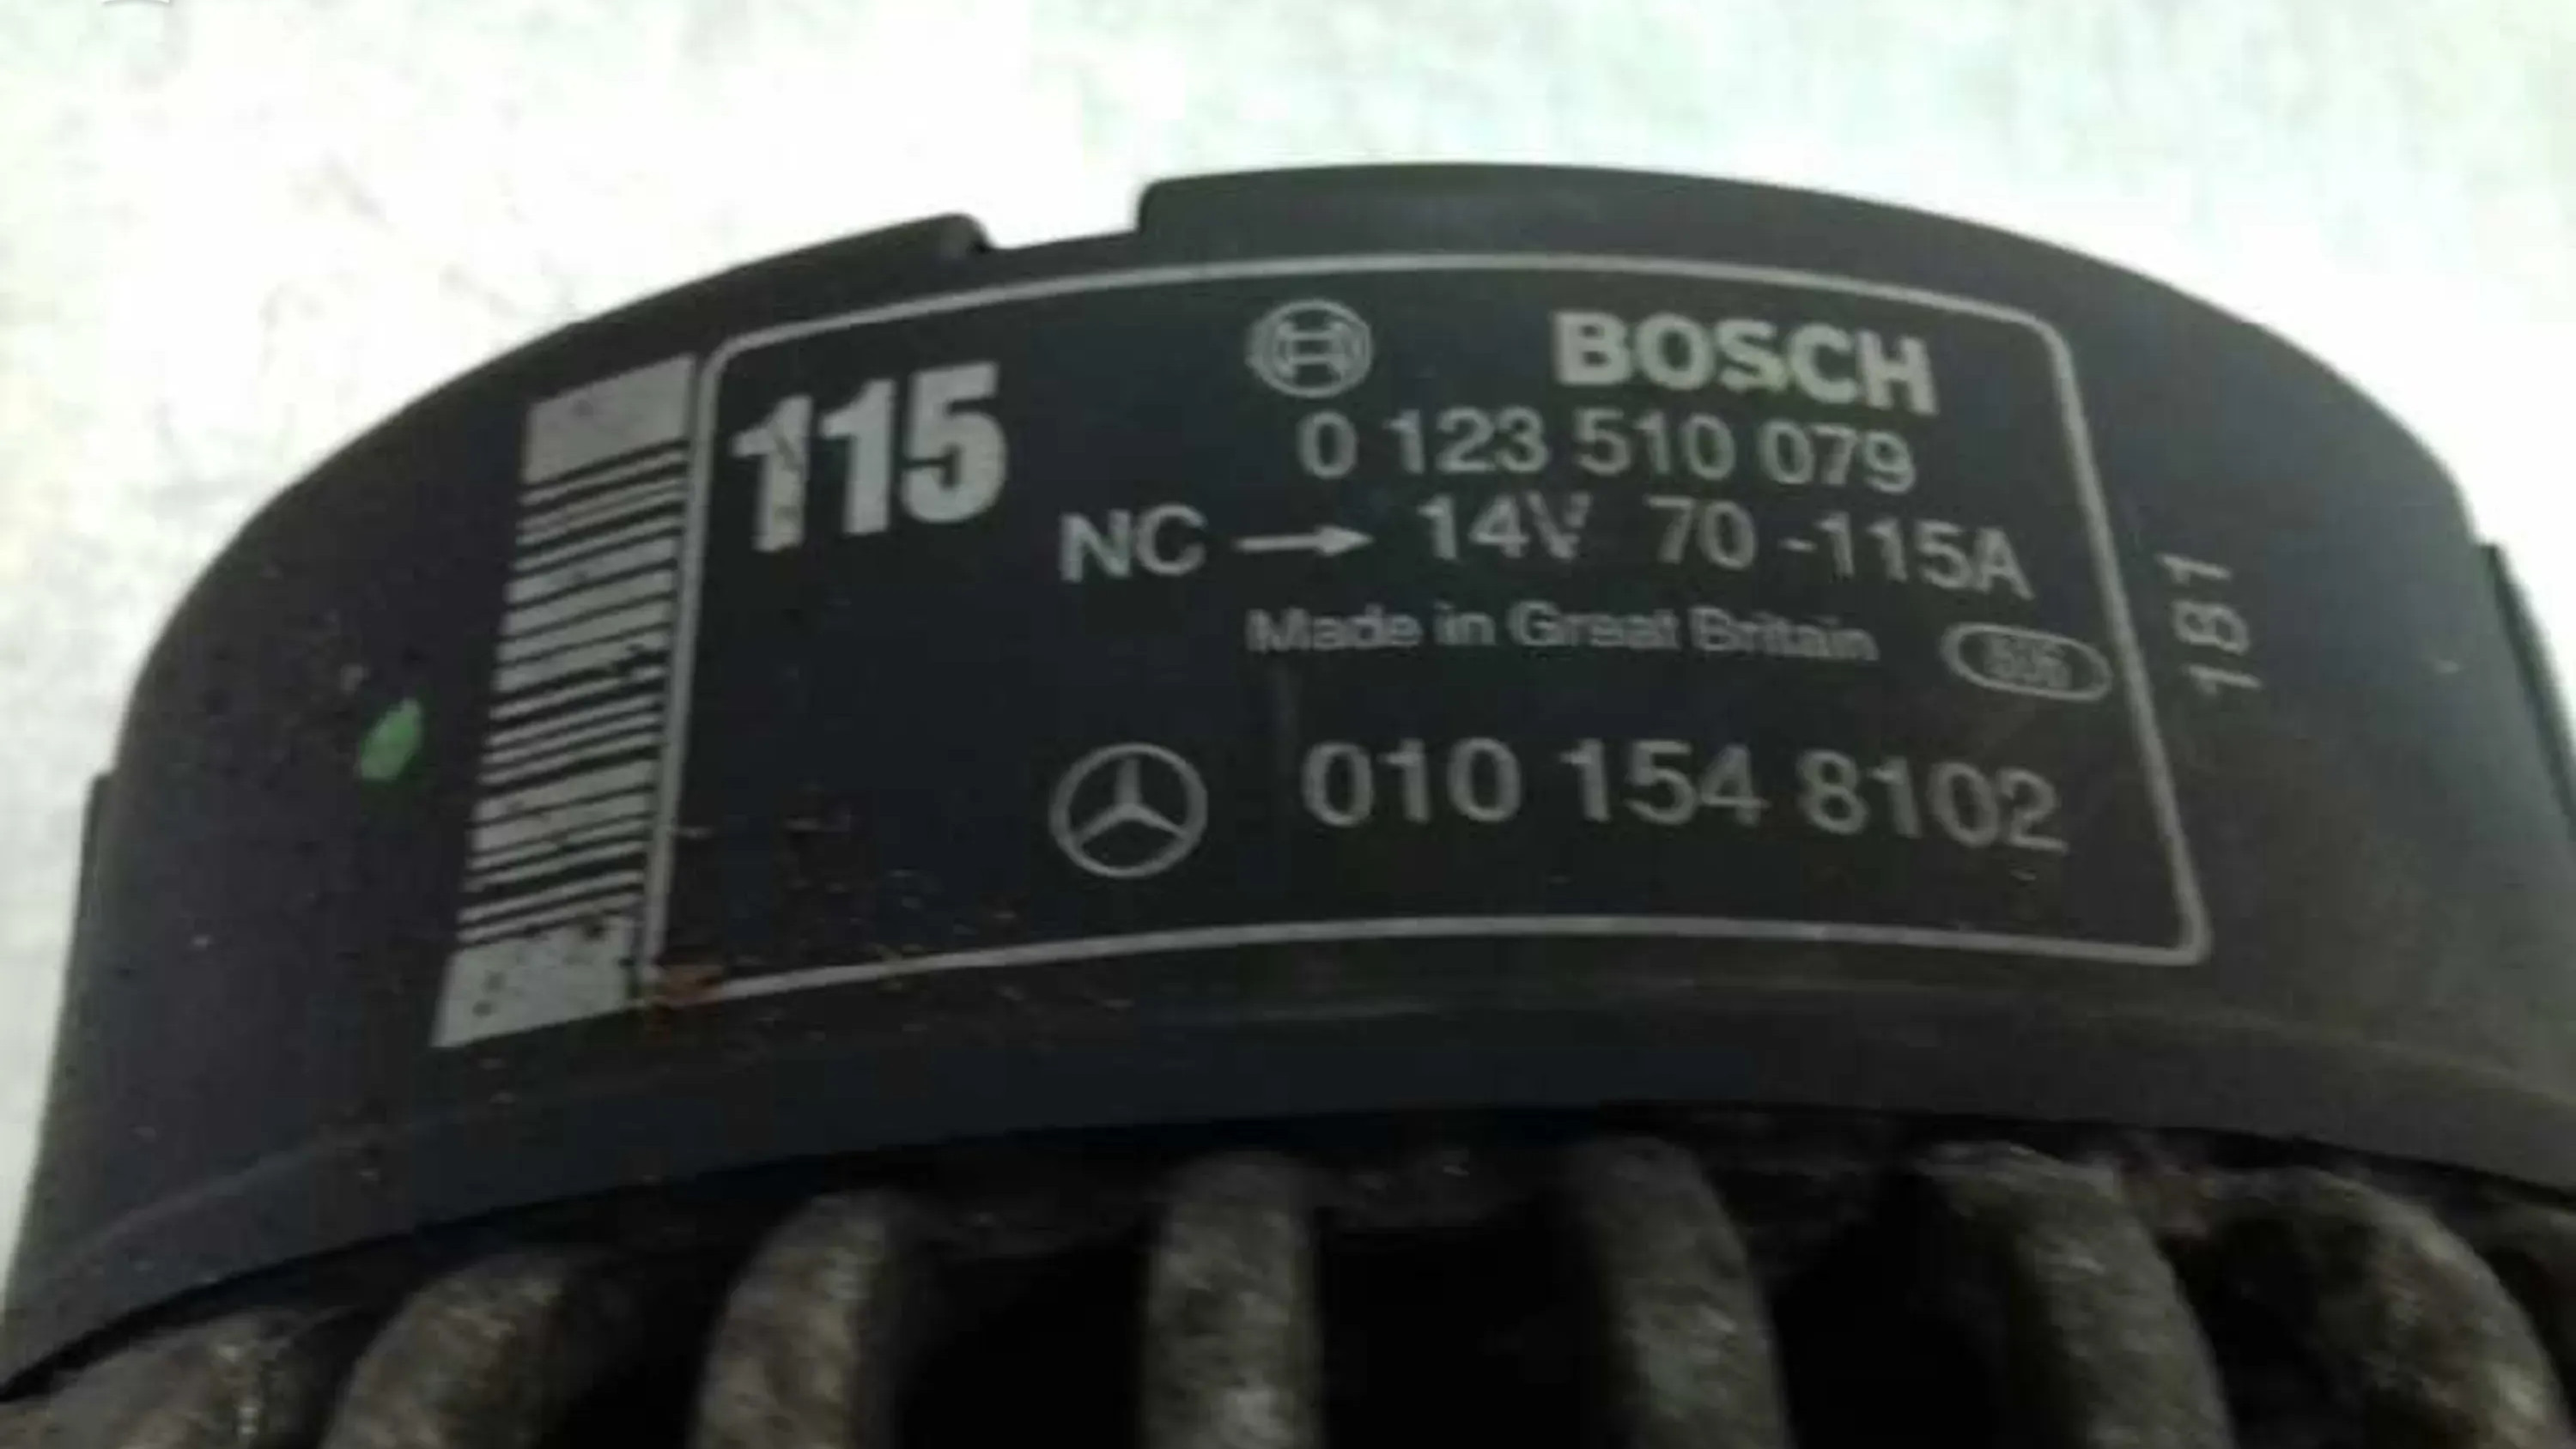 115
BOSCH
0 123 510 079
NC → 14V 70 -115A
Made in Great Britain
010 154 8102
181